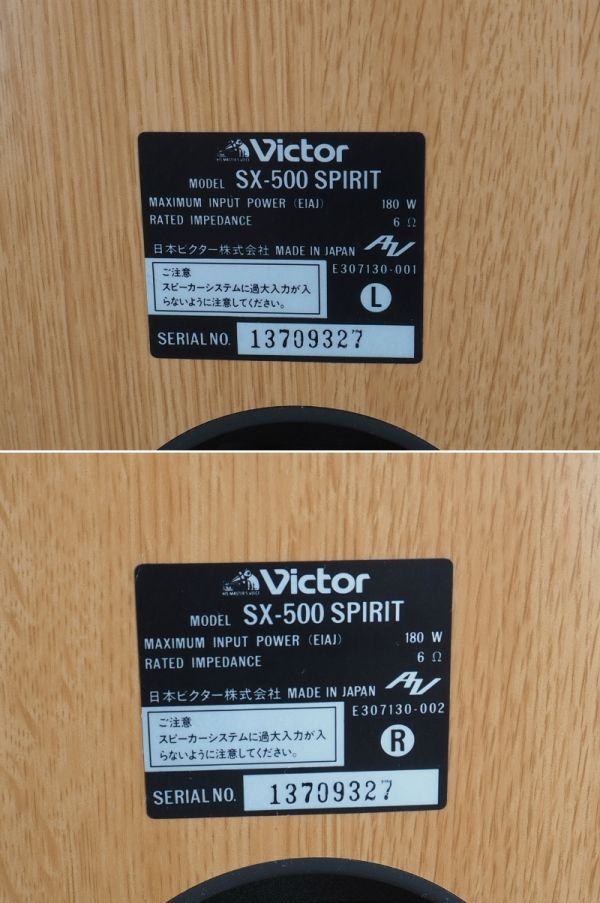 Victor
HIS MASTER'S VOICE
MODEL SX-500 SPIRIT
MAXIMUM INPUT POWER (EIAJ) 180 W
RATED IMPEDANCE 6 Ω
日本ビクター株式会社 MADE IN JAPAN AV
E307130-001
ご注意
スピーカーシステムに過大入力が入
らないように注意してください。
L
SERIAL NO. 13709327
Victor
HIS MASTER'S VOICE
MODEL SX-500 SPIRIT
MAXIMUM INPUT POWER (EIAJ) 180 W
RATED IMPEDANCE 6 Ω
日本ビクター株式会社 MADE IN JAPAN AV
E307130-002
ご注意
スピーカーシステムに過大入力が入
らないように注意してください。
R
SERIAL NO. 13709327